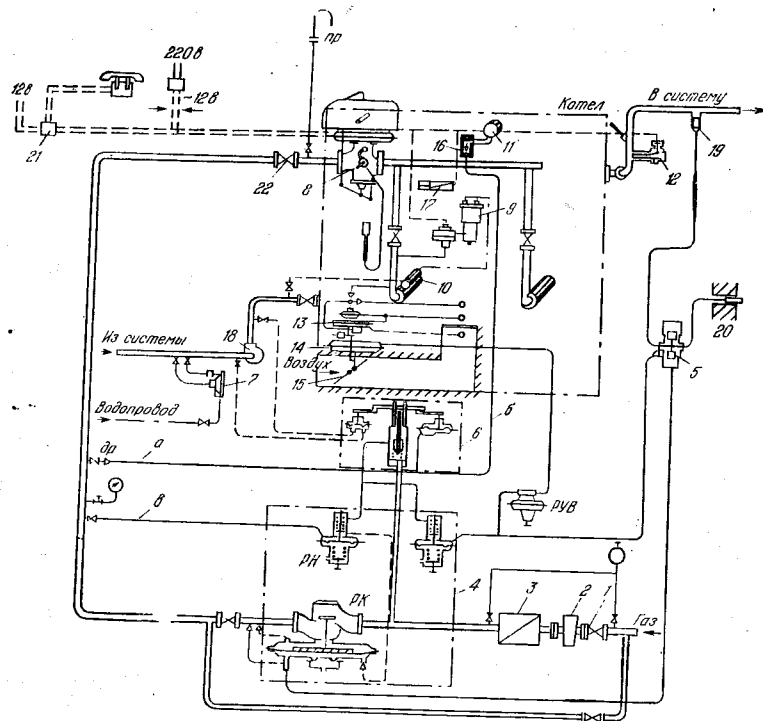 пр
220в
12в
12в
Котел
В систему
21
22
8
16
11
17
9
12
19
10
13
18
Из системы
14
20
Воздух
15
5
7
Водопровод
б
6
др
а
РУВ
в
РН
4
3
2
1
РК
Газ